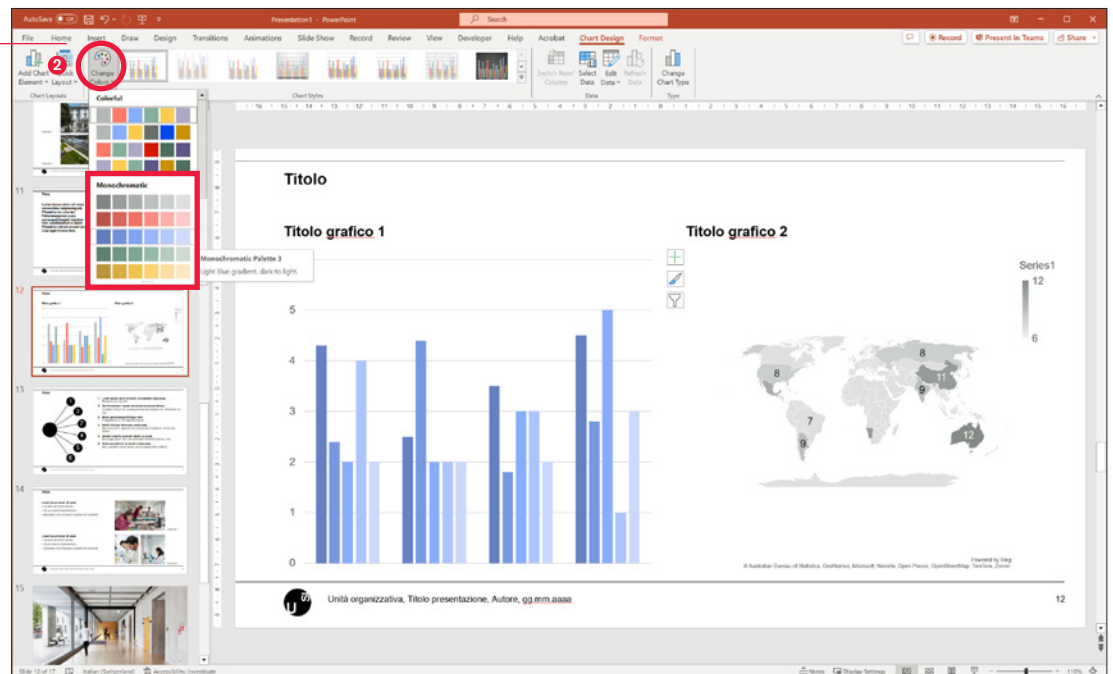 AutoSave Off Presentation1 - PowerPoint Search
File Home Insert Draw Design Transitions Animations Slide Show Record Review View Developer Help Acrobat Chart Design Format Record Present in Teams Share
2
Add Chart Element Layout Change Colors Switch Row/ Column Select Data Edit Data Refresh Data Change Chart Type
Chart Layouts Chart Styles Data Type
Colorful
Monochromatic
Monochromatic Palette 3
Light Blue gradient, dark to light.
11
12
13
14
15
Titolo
Titolo grafico 1
Titolo grafico 2
Series1
12
6
5
4
3
2
1
0
8
8
11
9
7
9
12
Powered by Bing
© Australian Bureau of Statistics, GeoNames, Microsoft, Navinfo, Open Places, OpenStreetMap, TomTom, Zenrin
US
Unità organizzativa, Titolo presentazione, Autore, gg.mm.aaaa
12
Slide 12 of 17 Italian (Switzerland) Accessibility: Investigate Notes Display Settings 118%